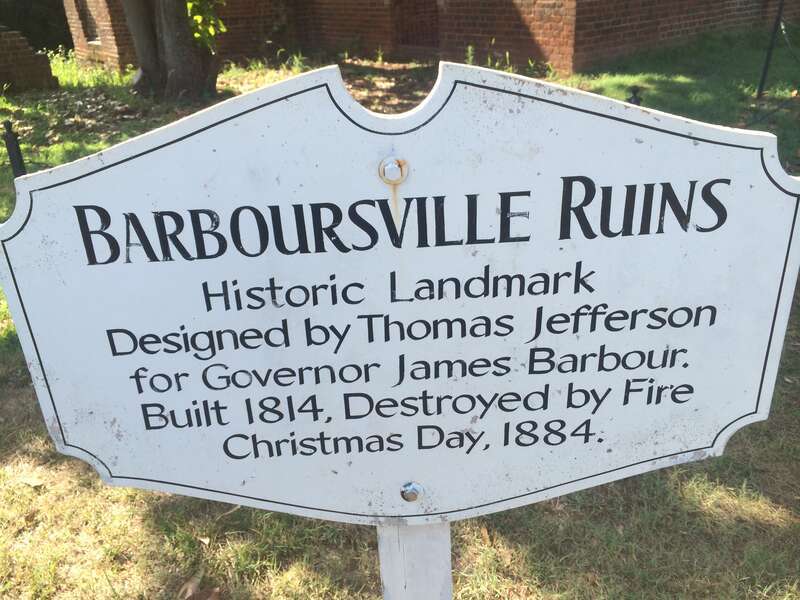 BARBOURSVILLE RUINS
Historic Landmark
Designed by Thomas Jefferson
for Governor James Barbour.
Built 1814, Destroyed by Fire
Christmas Day, 1884.